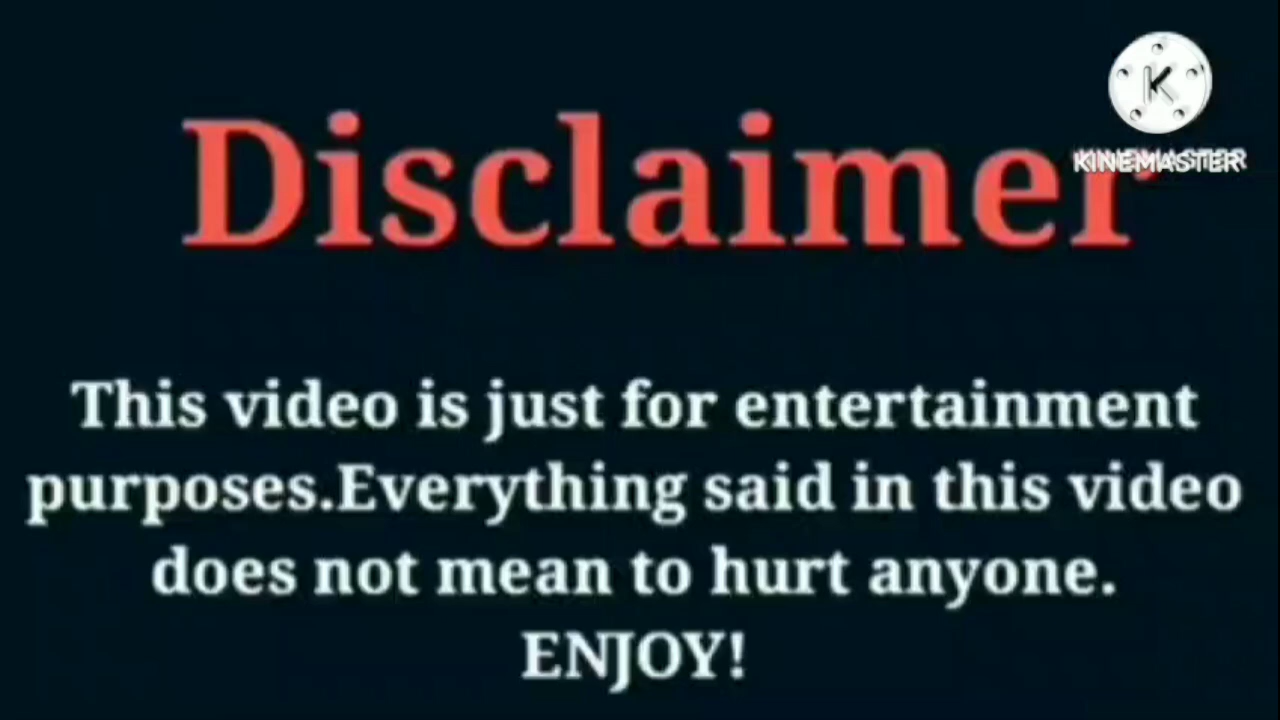 K
KINEMASTER
Disclaimer
This video is just for entertainment
purposes.Everything said in this video
does not mean to hurt anyone.
ENJOY!